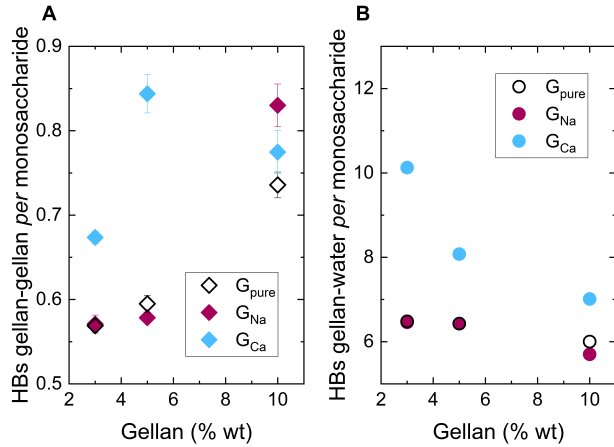 A
HBs gellan-gellan per monosaccharide
0.9
0.8
0.7
0.6
0.5
2 4 6 8 10
Gellan (% wt)
Gpure
GNa
GCa
B
HBs gellan-water per monosaccharide
12
10
8
6
2 4 6 8 10
Gellan (% wt)
Gpure
GNa
GCa